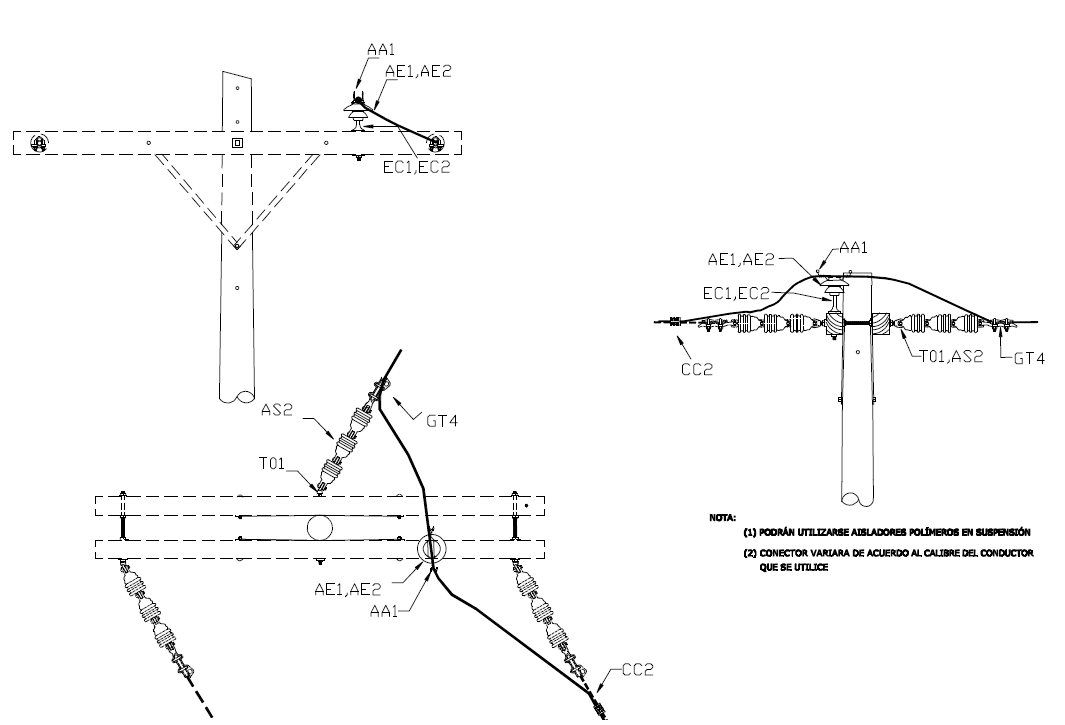 AA1
AE1,AE2
EC1,EC2
AA1
AE1,AE2
EC1,EC2
T01,AS2
GT4
CC2
AS2
GT4
T01
AE1,AE2
AA1
CC2
NOTA:
(1) PODRÁN UTILIZARSE AISLADORES POLÍMEROS EN SUSPENSIÓN
(2) CONECTOR VARIARA DE ACUERDO AL CALIBRE DEL CONDUCTOR
QUE SE UTILICE